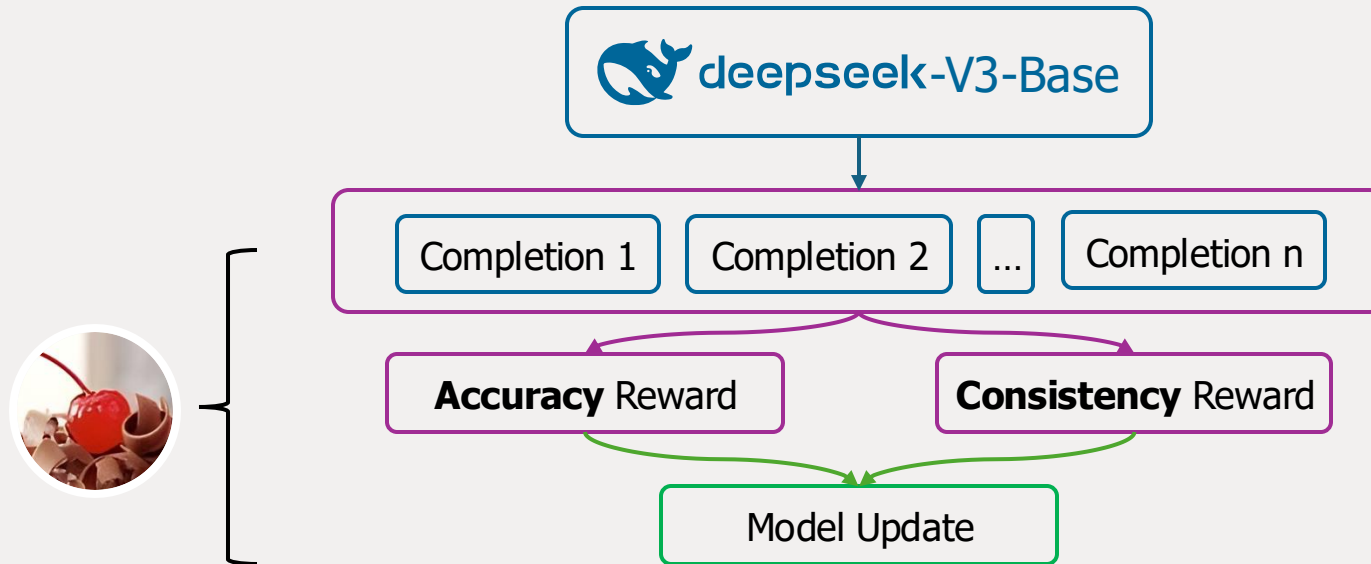 deepseek-V3-Base
Completion 1 Completion 2 ... Completion n
Accuracy Reward Consistency Reward
Model Update